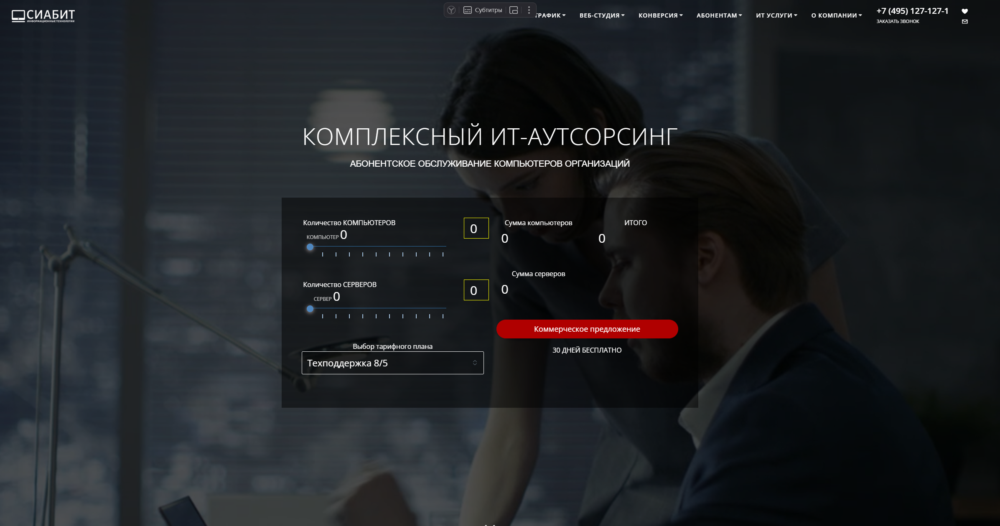 СИАБИТ
ИНФОРМАЦИОННЫЕ ТЕХНОЛОГИИ
Субтитры
ТРАФИК
ВЕБ-СТУДИЯ
КОНВЕРСИЯ
АБОНЕНТАМ
ИТ УСЛУГИ
О КОМПАНИИ
+7 (495) 127-127-1
ЗАКАЗАТЬ ЗВОНОК
КОМПЛЕКСНЫЙ ИТ-АУТСОРСИНГ
АБОНЕНТСКОЕ ОБСЛУЖИВАНИЕ КОМПЬЮТЕРОВ ОРГАНИЗАЦИЙ
Количество КОМПЬЮТЕРОВ
КОМПЬЮТЕР 0
0
Сумма компьютеров
0
ИТОГО
0
Количество СЕРВЕРОВ
СЕРВЕР 0
0
Сумма серверов
0
Выбор тарифного плана
Техподдержка 8/5
Коммерческое предложение
30 ДНЕЙ БЕСПЛАТНО